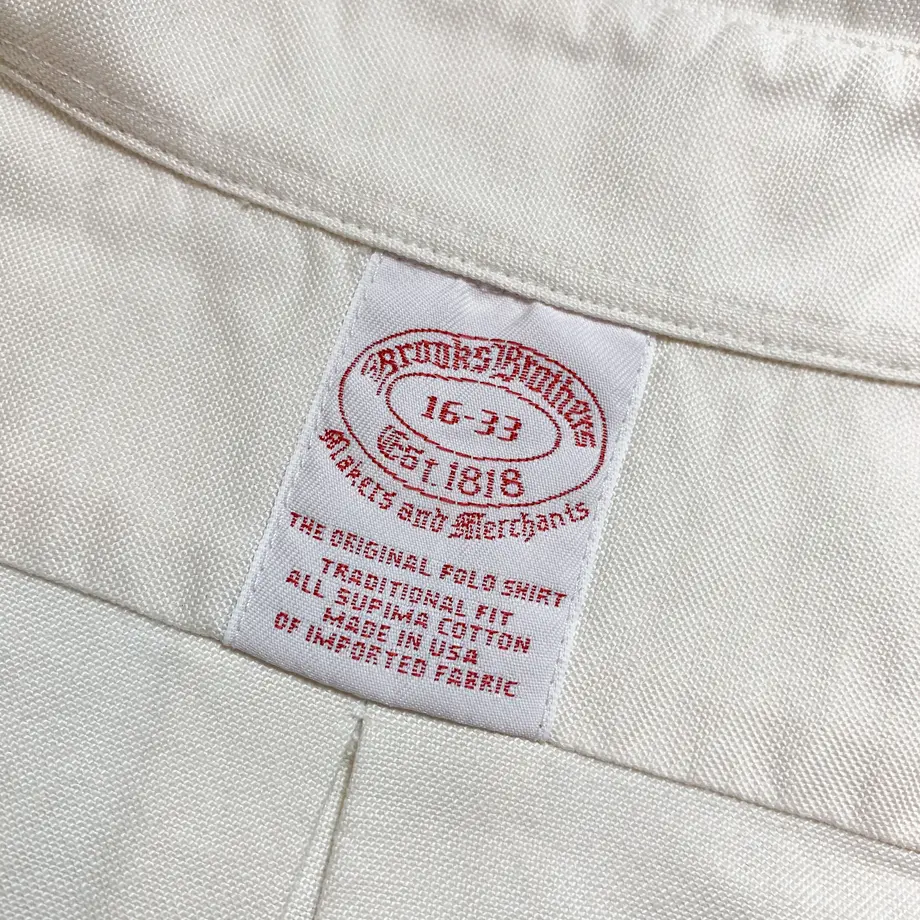 Brooks Brothers
16-33
Est. 1818
Makers and Merchants
THE ORIGINAL POLO SHIRT
TRADITIONAL FIT
ALL SUPIMA COTTON
MADE IN USA
OF IMPORTED FABRIC